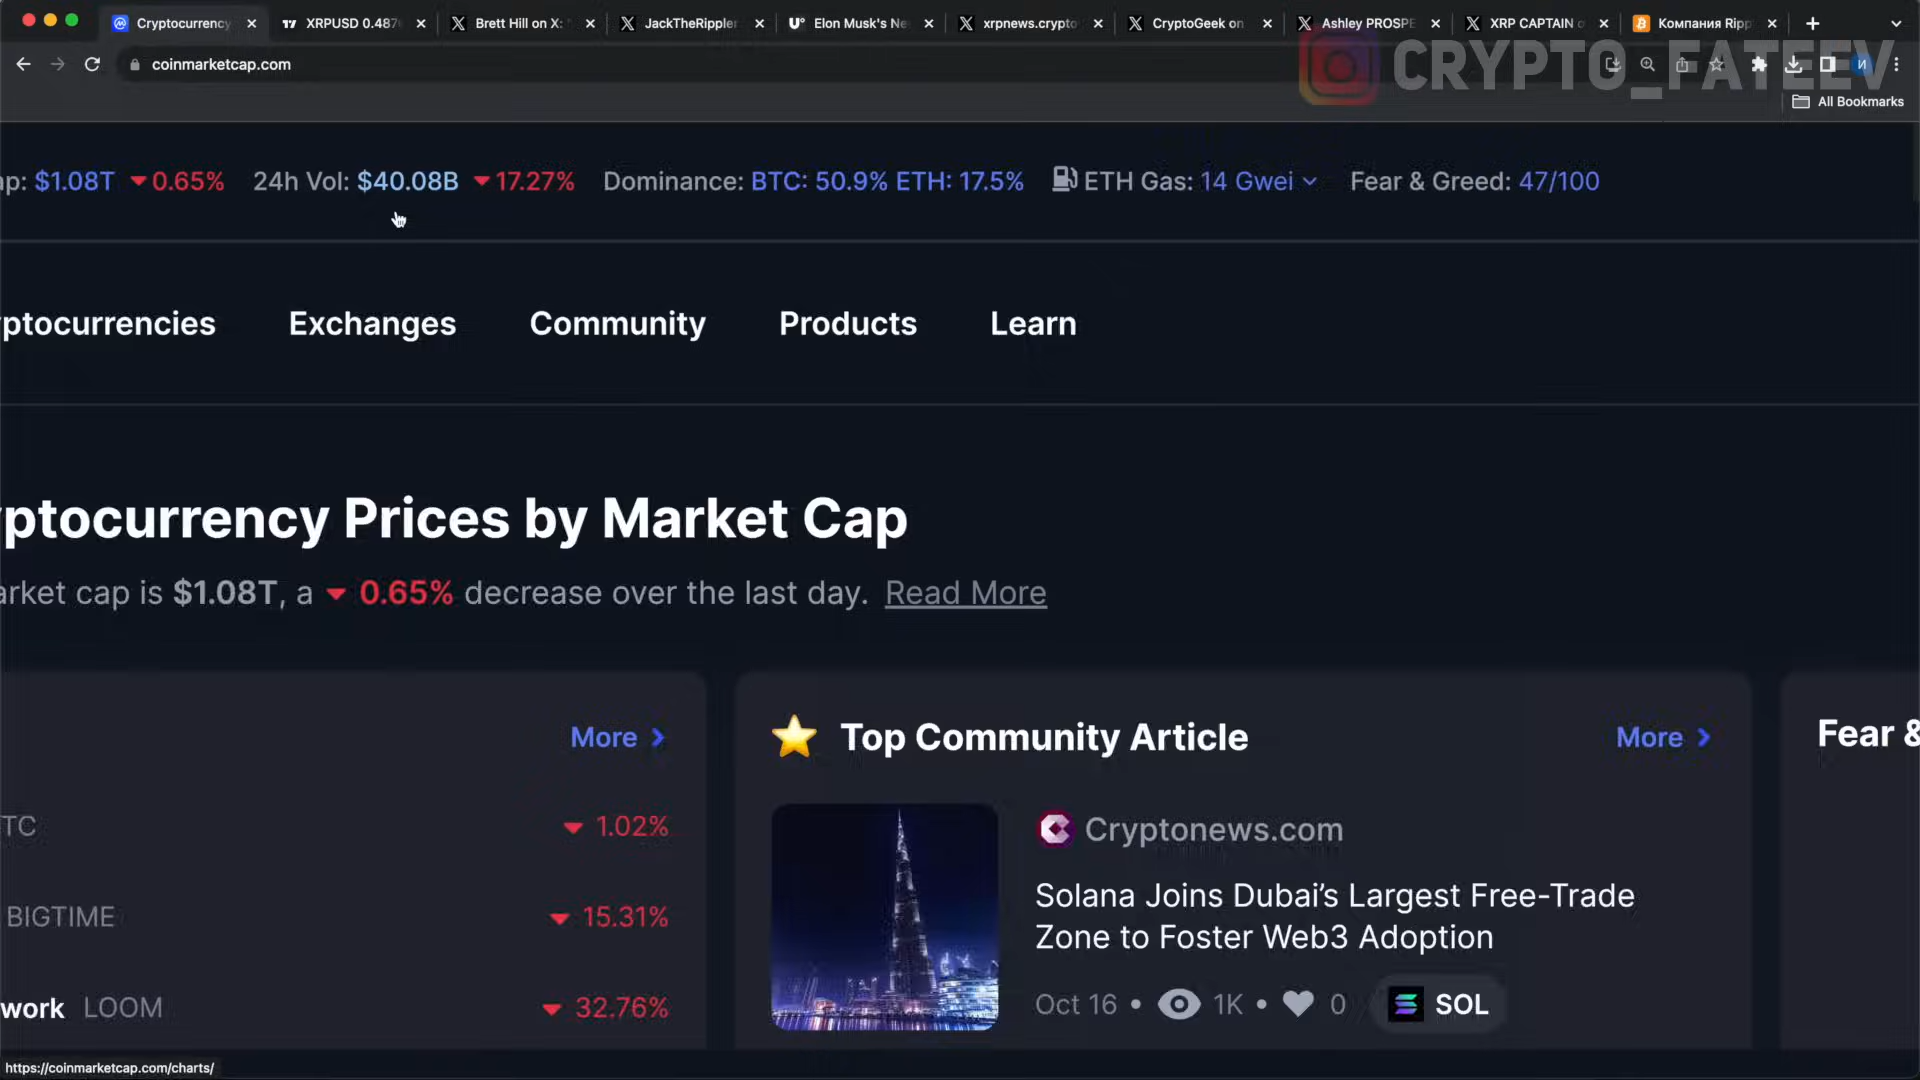 Cryptocurrency
XRPUSD 0.487
Brett Hill on X:
JackTheRippler
Elon Musk's Ne
xrpnews.crypto
CryptoGeek on
Ashley PROSPE
XRP CAPTAIN o
Компания Ripp
coinmarketcap.com
CRYPTO_FATEEV
И
All Bookmarks
ap: $1.08T 0.65% 24h Vol: $40.08B 17.27% Dominance: BTC: 50.9% ETH: 17.5% ETH Gas: 14 Gwei Fear & Greed: 47/100
yptocurrencies Exchanges Community Products Learn
yptocurrency Prices by Market Cap
arket cap is $1.08T, a 0.65% decrease over the last day. Read More
More
TC 1.02%
BIGTIME 15.31%
work LOOM 32.76%
Top Community Article More
Cryptonews.com
Solana Joins Dubai’s Largest Free-Trade
Zone to Foster Web3 Adoption
Oct 16 • 1K • 0 SOL
Fear &
https://coinmarketcap.com/charts/